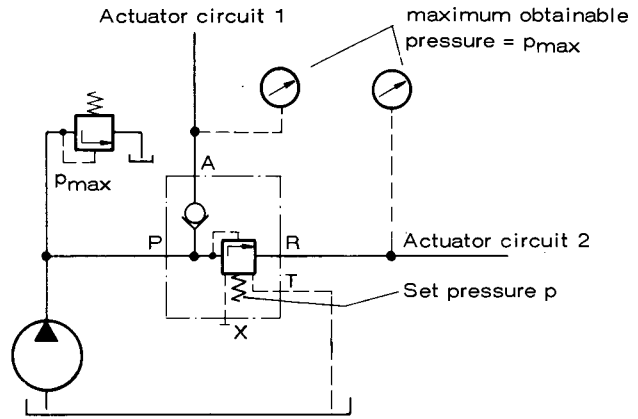 Actuator circuit 1
maximum obtainable
pressure = pmax
pmax
A
P
R
Actuator circuit 2
T
Set pressure p
X